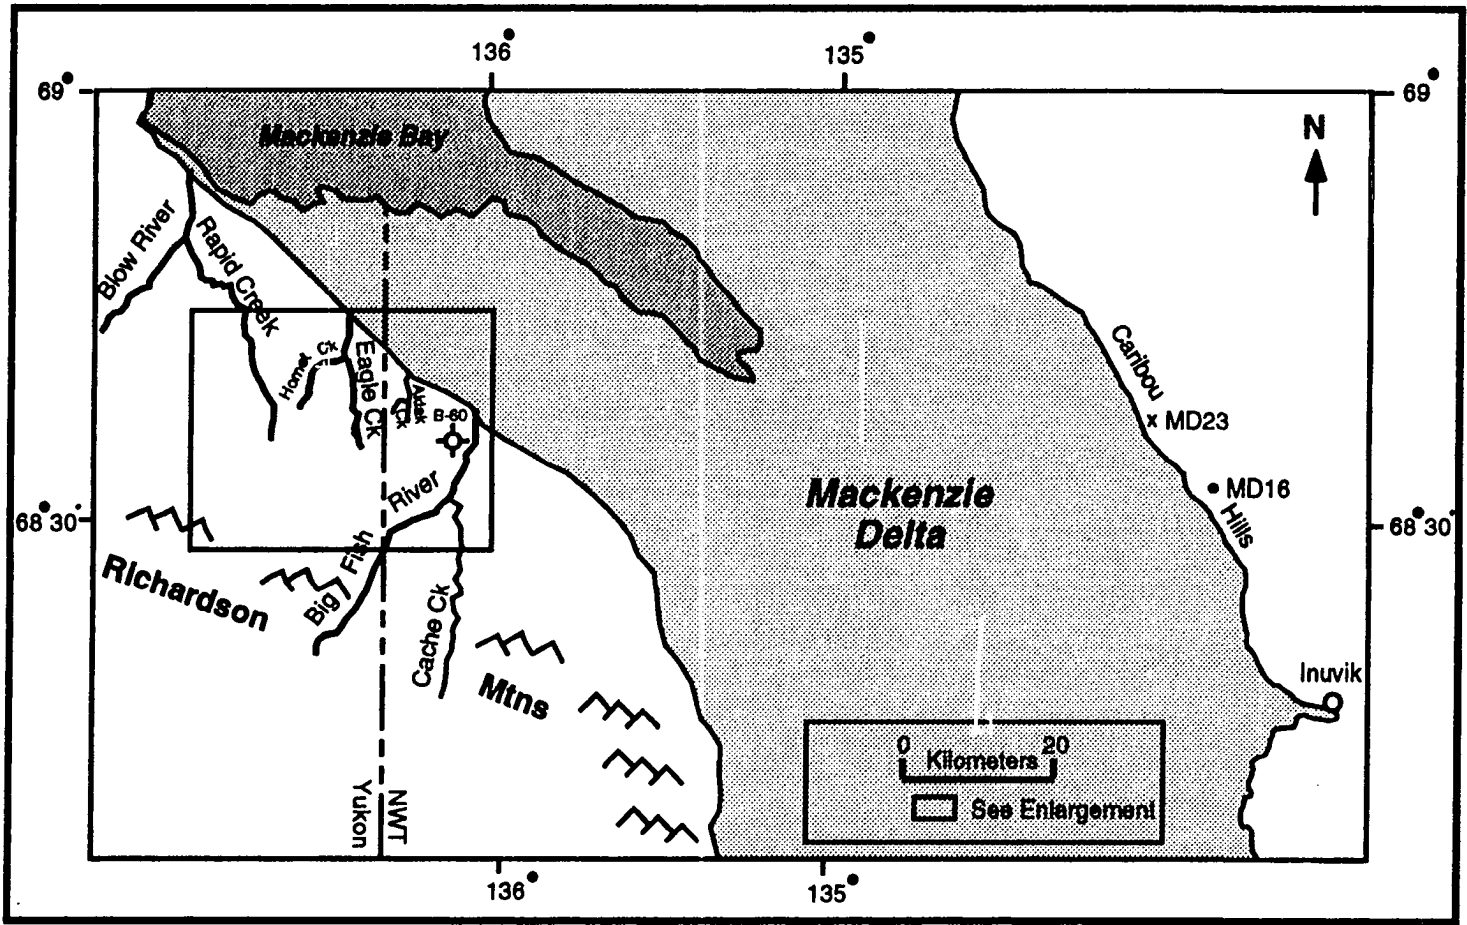 136°
135°
69°
69°
Mackenzie Bay
N
Blow River
Rapid Creek
Caribou
Hornet Ck
Eagle Ck
Aklak
Ck
B-60
x MD23
River
Mackenzie
Delta
• MD16
Hills
68° 30'
68° 30'
Fish
Big
Richardson
Cache Ck
Mtns
Inuvik
0 20
Kilometers
See Enlargement
Yukon
NWT
136°
135°